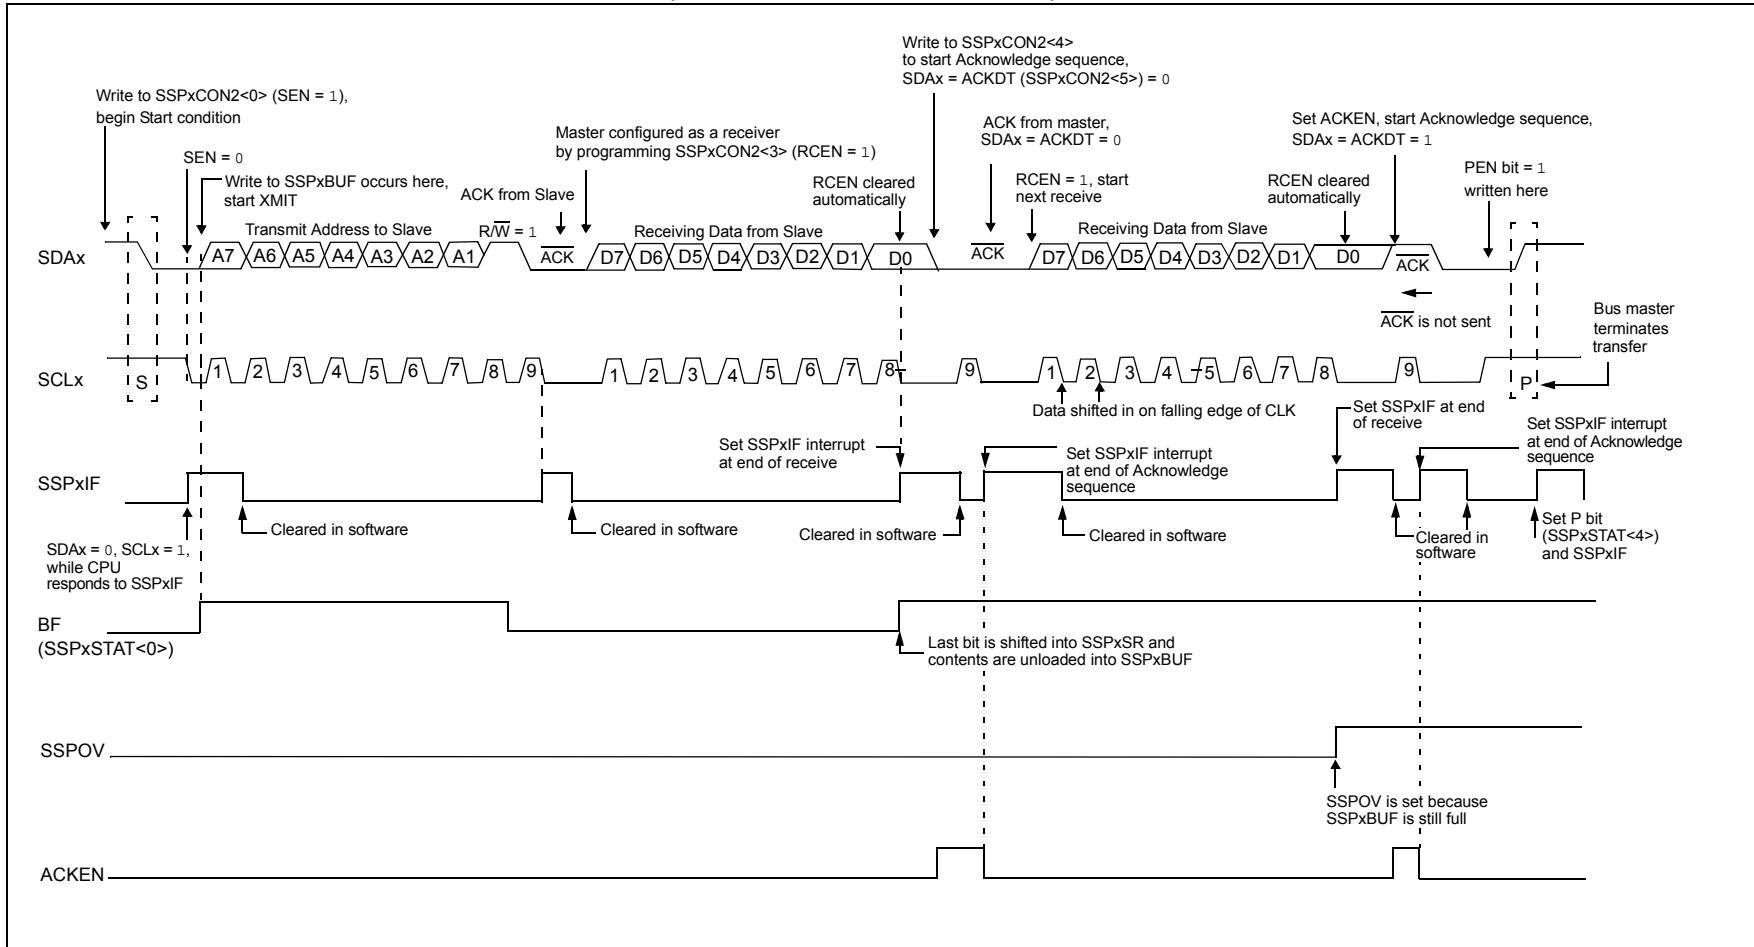 Write to SSPxCON2<4>
to start Acknowledge sequence,
SDAx = ACKDT (SSPxCON2<5>) = 0
Write to SSPxCON2<0> (SEN = 1),
begin Start condition
ACK from master,
SDAx = ACKDT = 0
Set ACKEN, start Acknowledge sequence,
SDAx = ACKDT = 1
Master configured as a receiver
by programming SSPxCON2<3> (RCEN = 1)
SEN = 0
Write to SSPxBUF occurs here,
start XMIT
ACK from Slave
RCEN cleared
automatically
RCEN = 1, start
next receive
RCEN cleared
automatically
PEN bit = 1
written here
Transmit Address to Slave
R/W = 1
Receiving Data from Slave
Receiving Data from Slave
SDAx
A7 A6 A5 A4 A3 A2 A1 ACK D7 D6 D5 D4 D3 D2 D1 D0 ACK D7 D6 D5 D4 D3 D2 D1 D0 ACK
ACK is not sent
Bus master
terminates
transfer
SCLx
S 1 2 3 4 5 6 7 8 9 1 2 3 4 5 6 7 8 9 1 2 3 4 5 6 7 8 9 P
Data shifted in on falling edge of CLK
Set SSPxIF at end
of receive
Set SSPxIF interrupt
at end of receive
Set SSPxIF interrupt
at end of Acknowledge
sequence
Set SSPxIF interrupt
at end of Acknowledge
sequence
SSPxIF
Cleared in software
Cleared in software
Cleared in software
Cleared in software
Cleared in
software
Set P bit
(SSPxSTAT<4>)
and SSPxIF
SDAx = 0, SCLx = 1,
while CPU
responds to SSPxIF
BF
(SSPxSTAT<0>)
Last bit is shifted into SSPxSR and
contents are unloaded into SSPxBUF
SSPOV
SSPOV is set because
SSPxBUF is still full
ACKEN